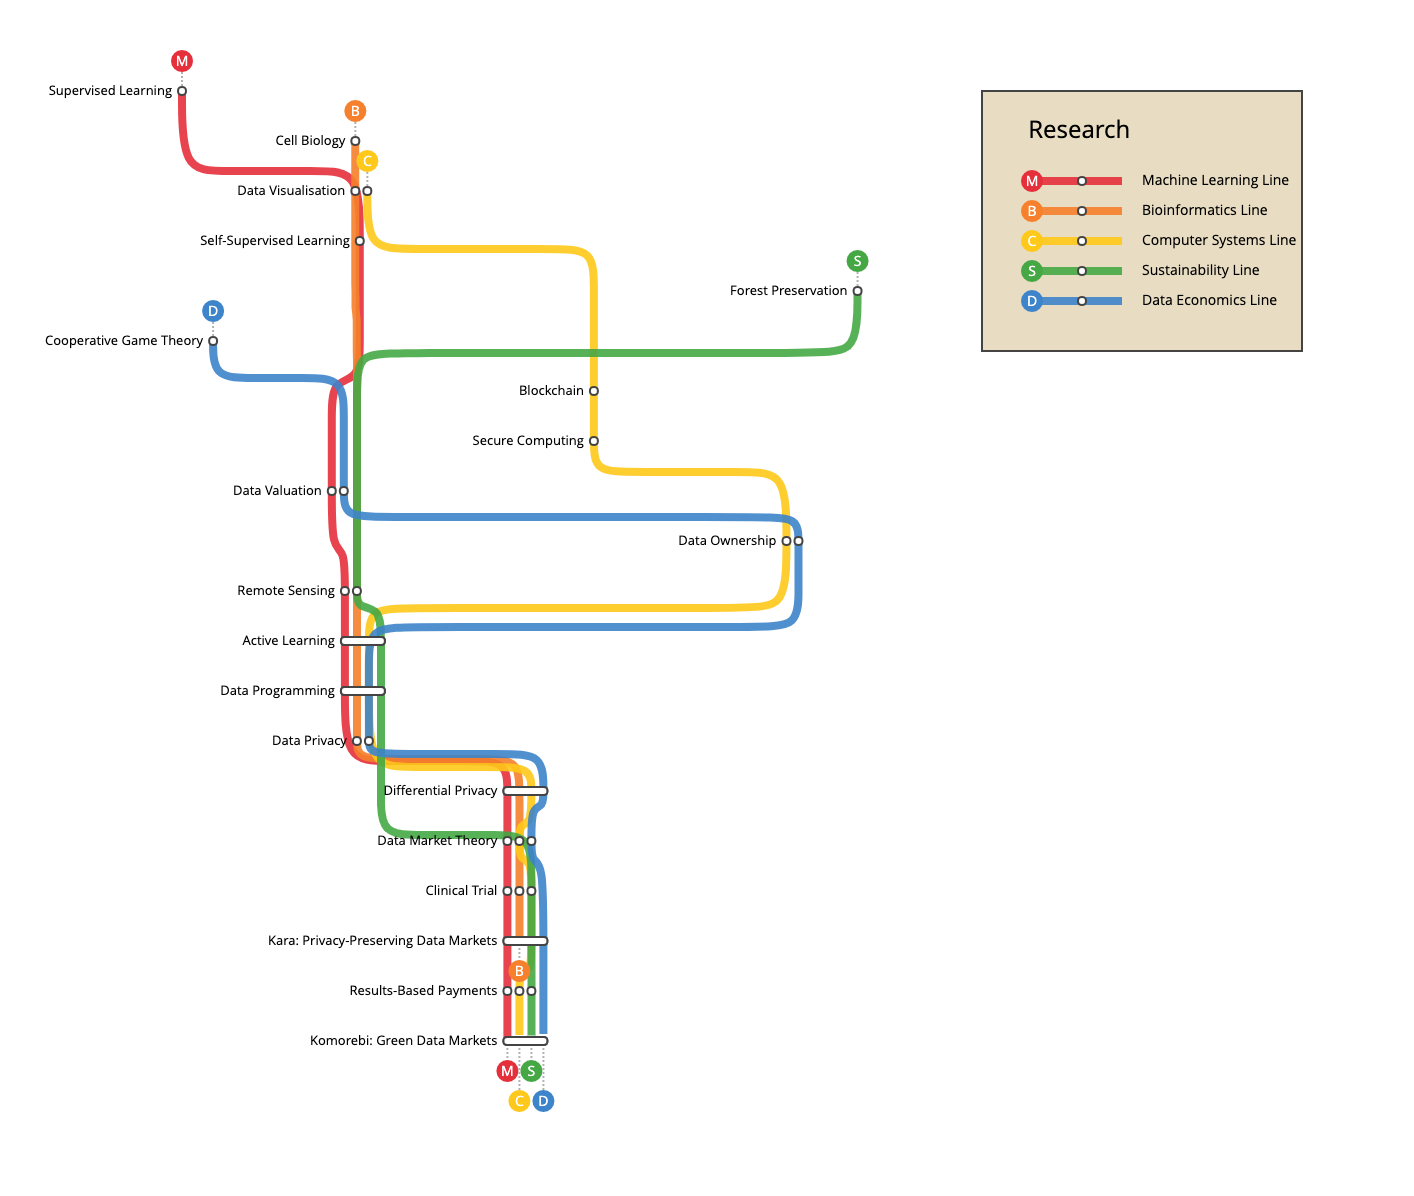 M
Supervised Learning
B
Cell Biology
C
Data Visualisation
Self-Supervised Learning
S
Forest Preservation
D
Cooperative Game Theory
Blockchain
Secure Computing
Data Valuation
Data Ownership
Remote Sensing
Active Learning
Data Programming
Data Privacy
Differential Privacy
Data Market Theory
Clinical Trial
Kara: Privacy-Preserving Data Markets
B
Results-Based Payments
Komorebi: Green Data Markets
M S
C D
Research
M Machine Learning Line
B Bioinformatics Line
C Computer Systems Line
S Sustainability Line
D Data Economics Line